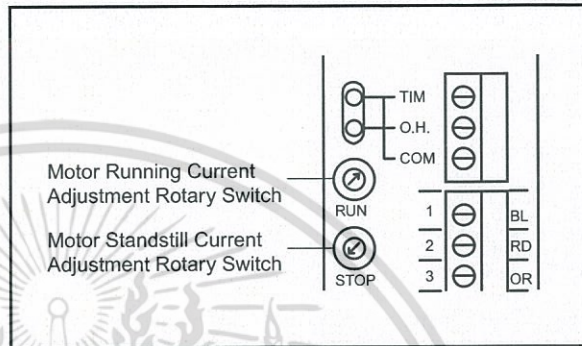 TIM
O.H.
COM
Motor Running Current
Adjustment Rotary Switch
RUN
Motor Standstill Current
Adjustment Rotary Switch
STOP
1 BL
2 RD
3 OR